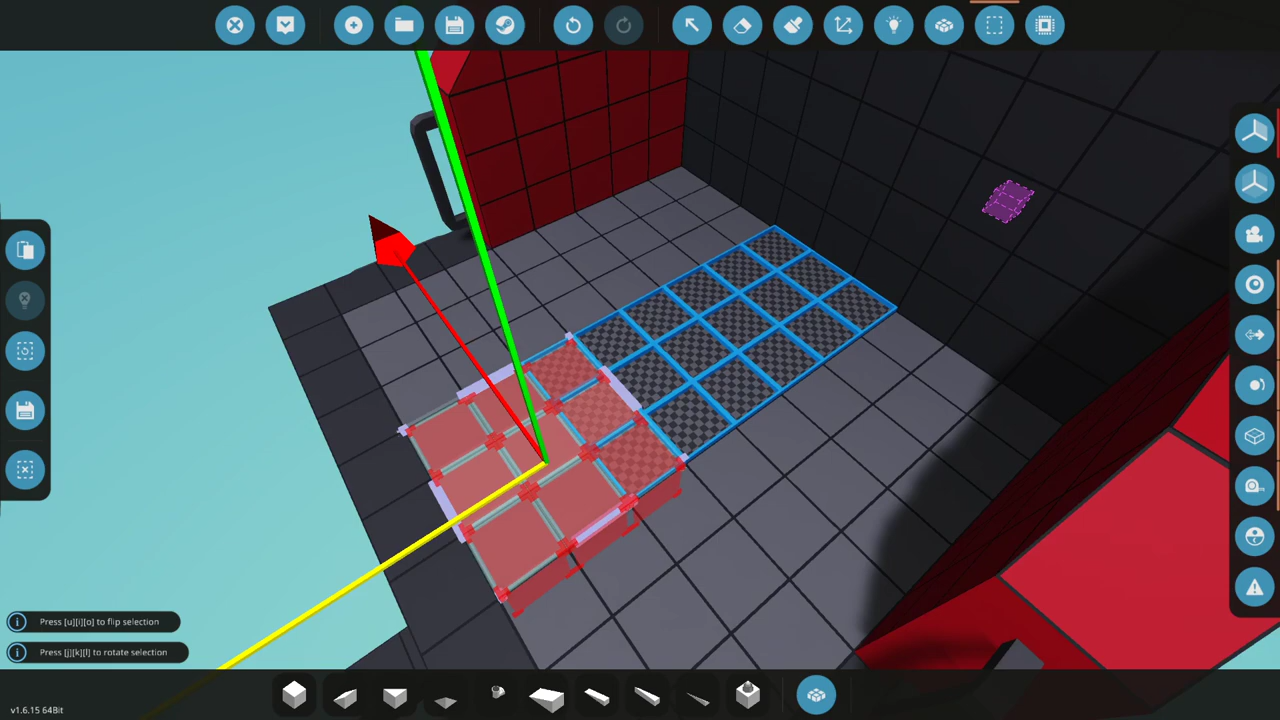 Press [u][i][o] to flip selection
Press [j][k][l] to rotate selection
v1.6.15 64Bit